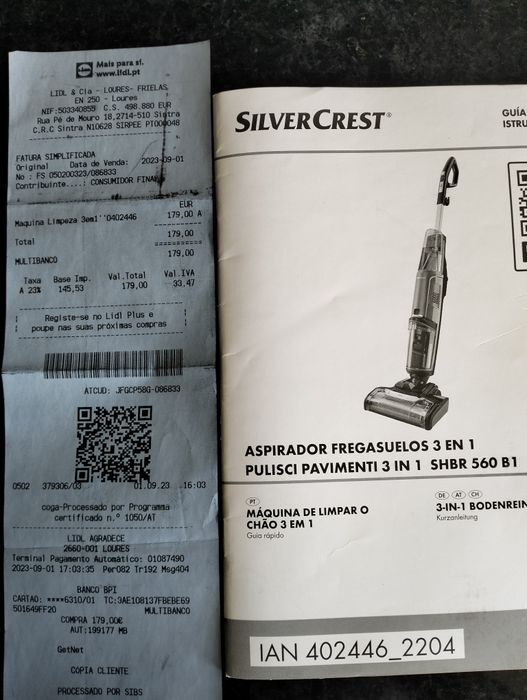 Mais para si.
www.lidl.pt
LIDL & Cia - LOURES- FRIELAS
EN 250 - Loures
NIF:503340855 C.S. 498.880 EUR
Rua Pé de Mouro 18,2714-510 Sintra
C.R.C Sintra N10628 SIRPEE PT000048
FATURA SIMPLIFICADA
Original Data de Venda: 2023-09-01
No : FS 050200323/086833
Contribuinte....: CONSUMIDOR FINAL
EUR
Maquina Limpeza 3em1''0402446 179,00 A
Total 179,00
MULTIBANCO 179,00
Taxa Base Imp. Val.Total Val.IVA
A 23% 145,53 179,00 33,47
Registe-se no Lidl Plus e
poupe nas suas próximas compras
ATCUD: JFGCP58G-086833
0502 379306/03 01.09.23 16:03
coga-Processado por Programa
certificado n.º 1050/AT
LIDL AGRADECE
2660-001 LOURES
Terminal Pagamento Automático: 01087490
2023-09-01 17:03:35 Per082 Tr192 Msg404
BANCO BPI
CARTAO: ****6310/01 TC:3AE108137FBEBE69
501649FF20 MULTIBANCO
COMPRA 179,00€
AUT:199177 MB
GetNet
COPIA CLIENTE
PROCESSADO POR SIBS
SILVERCREST®
GUÍA
ISTRU
ASPIRADOR FREGASUELOS 3 EN 1
PULISCI PAVIMENTI 3 IN 1 SHBR 560 B1
PT
MÁQUINA DE LIMPAR O
CHÃO 3 EM 1
Guia rápido
DE AT CH
3-IN-1 BODENREIN
Kurzanleitung
IAN 402446_2204